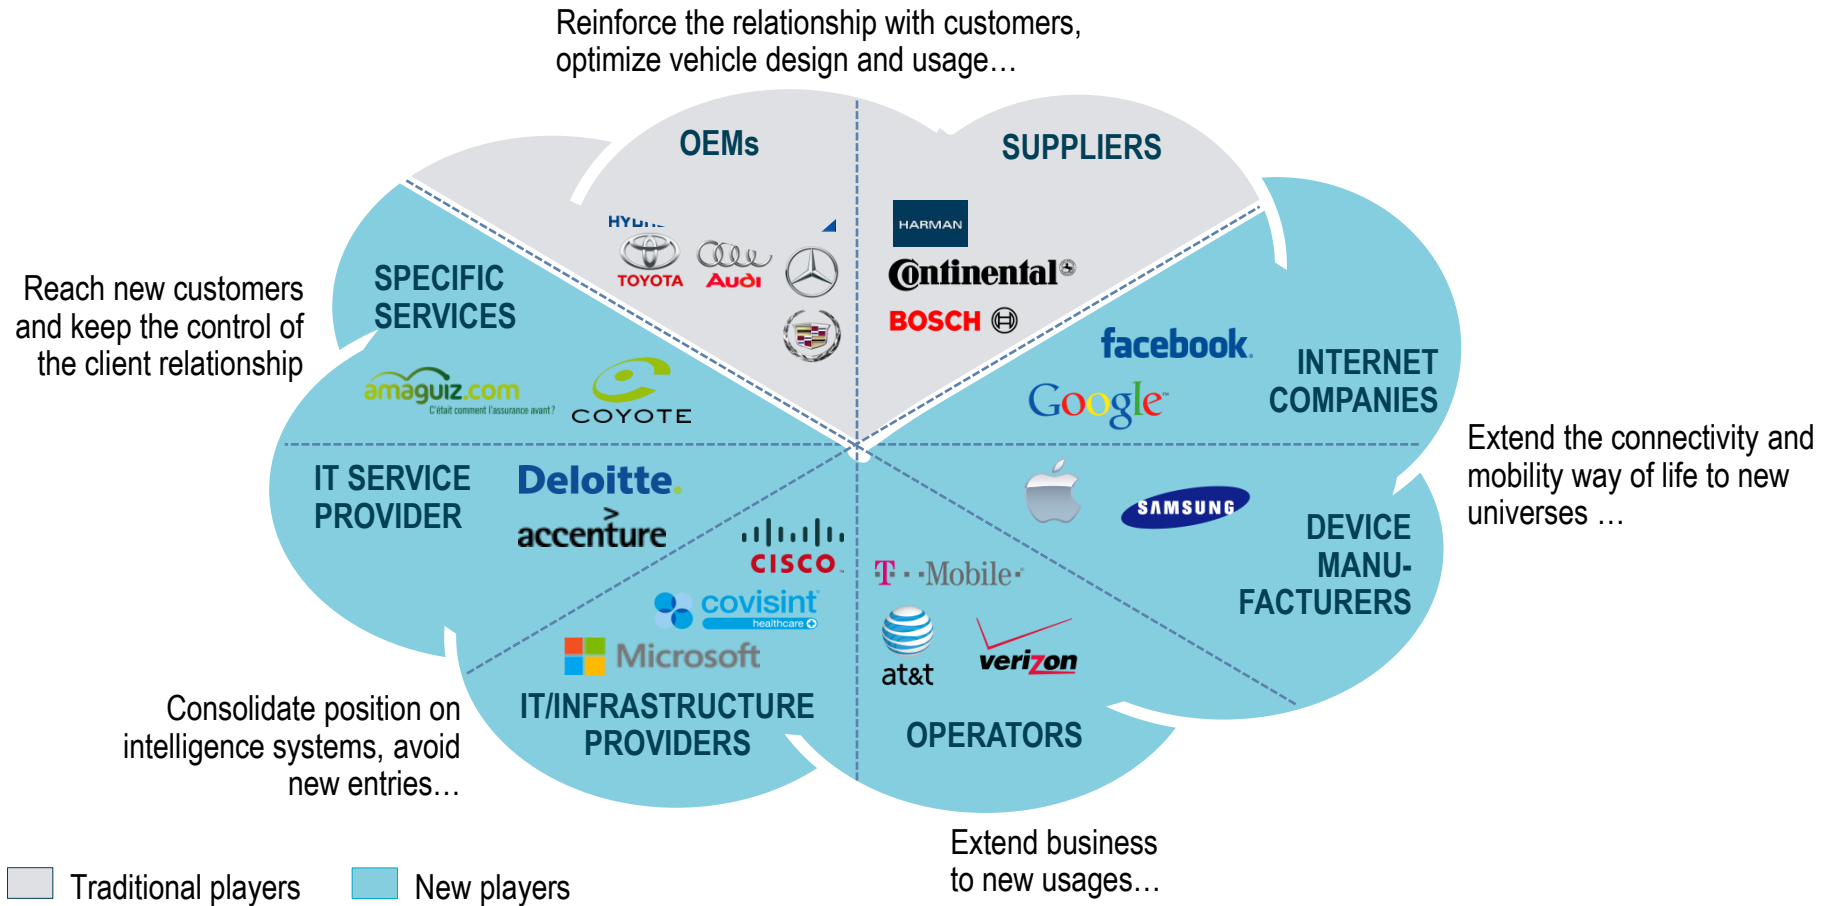 Reinforce the relationship with customers,
optimize vehicle design and usage…
OEMs
SUPPLIERS
HARMAN
TOYOTA
Audi
Continental
BOSCH
SPECIFIC
SERVICES
Reach new customers
and keep the control of
the client relationship
amaguiz.com
C'était comment l'assurance avant?
COYOTE
facebook.
Google™
INTERNET
COMPANIES
Extend the connectivity and
mobility way of life to new
universes …
IT SERVICE
PROVIDER
Deloitte.
accenture
CISCO
SAMSUNG
DEVICE
MANU-
FACTURERS
T··Mobile·
covisint
healthcare
Microsoft
at&t
verizon
IT/INFRASTRUCTURE
PROVIDERS
OPERATORS
Consolidate position on
intelligence systems, avoid
new entries…
Extend business
to new usages…
Traditional players
New players